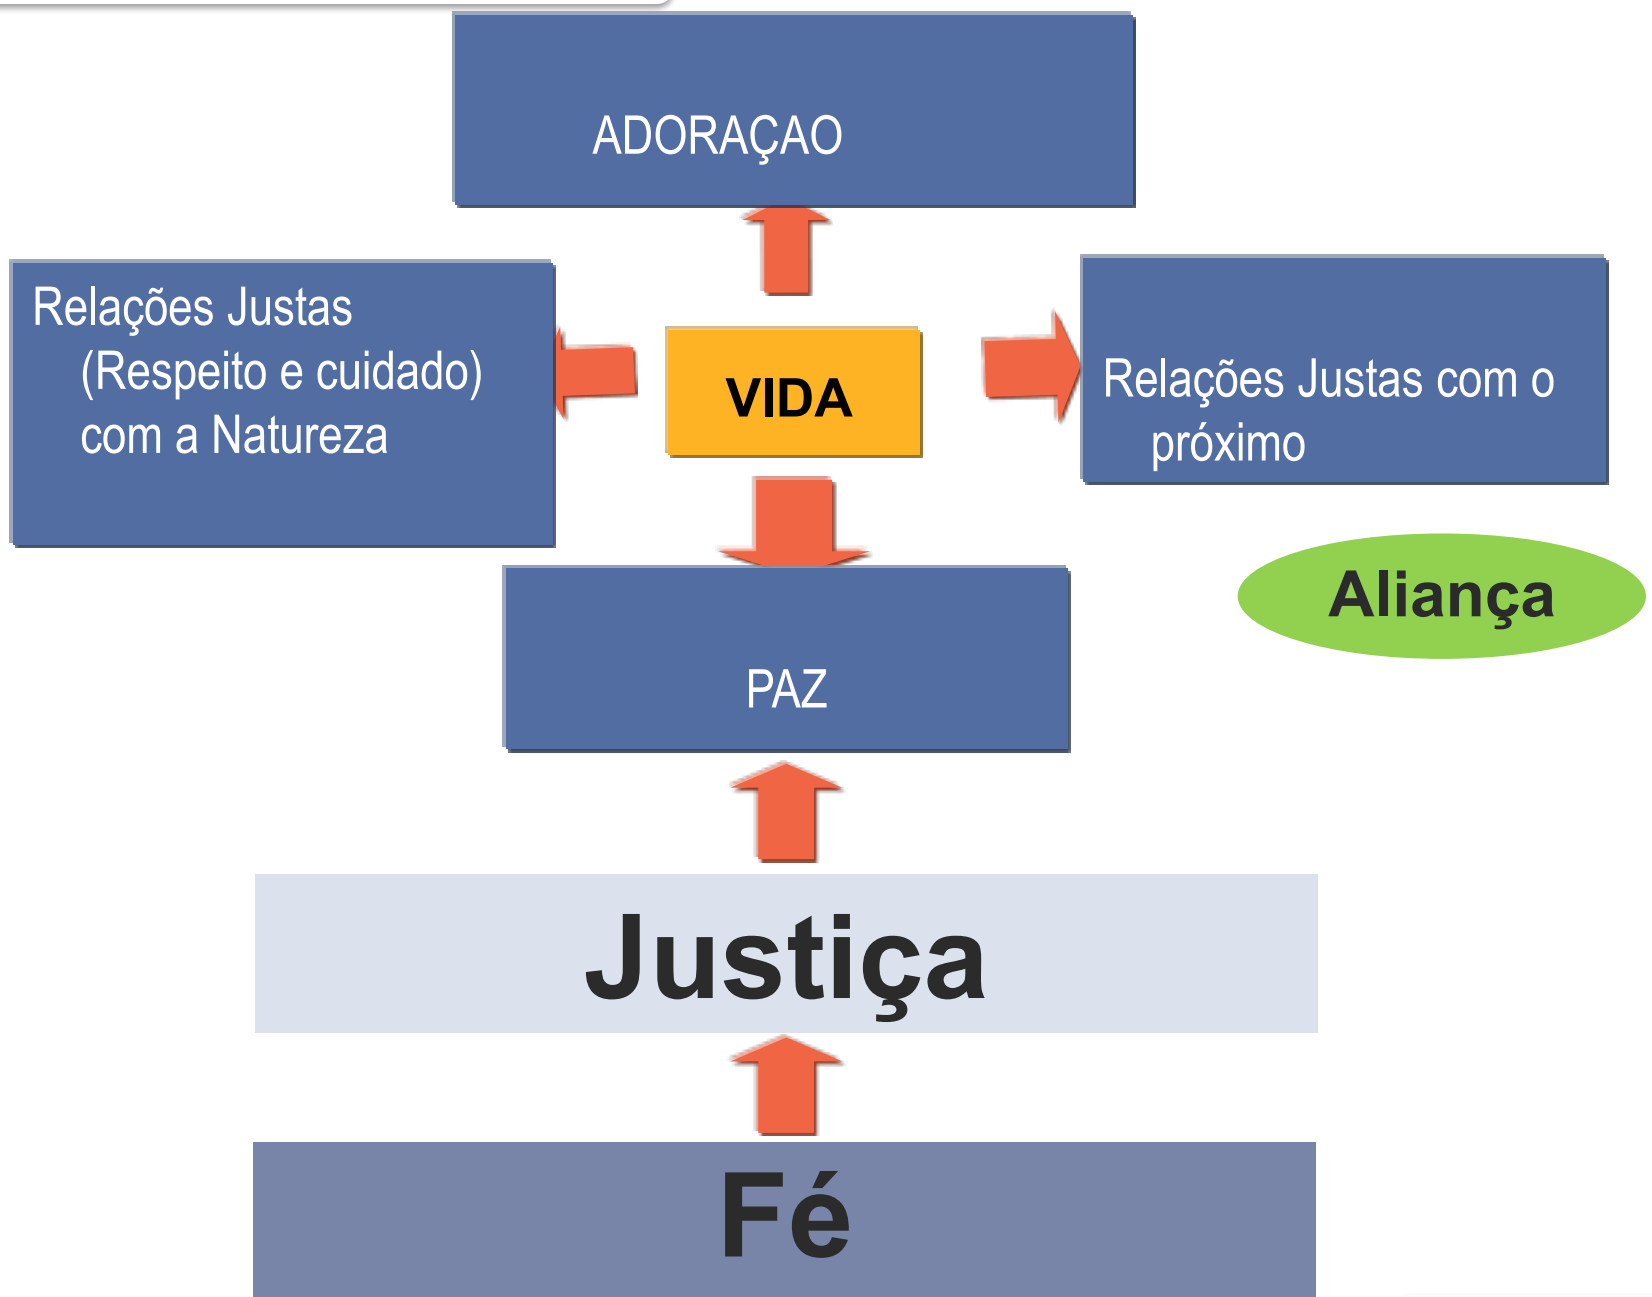 ADORAÇAO
Relações Justas
(Respeito e cuidado)
com a Natureza
VIDA
Relações Justas com o
próximo
Aliança
PAZ
Justiça
Fé